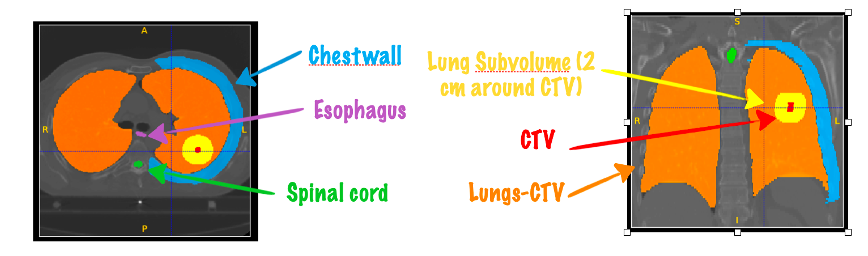 A
R
L
P
Chestwall
Esophagus
Spinal cord
Lung Subvolume (2
cm around CTV)
CTV
Lungs-CTV
S
R
L
I